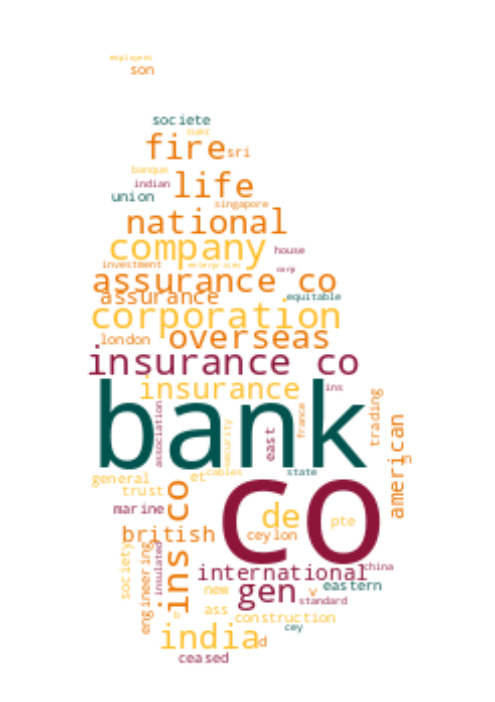 employees
son
societe
suez
fire
sri
banque
indian
life
union
singapore
national
company
house
investment
enterprises
corp
assurance co
assurance
equitable
corporation
london
overseas
insurance co
insurance
ins
bank
association
security
east
france
trading
american
general
et
cables
state
trust
ins co
co
de
pte
marine
british
ceylon
society
engineering
insulated
international
china
gen
new
v
eastern
standard
ass
construction
cey
india
d
ceased